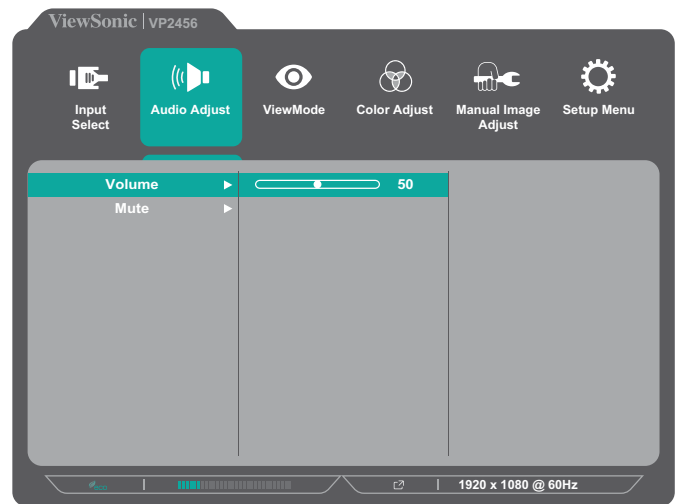 ViewSonic | VP2456
Input Select
Audio Adjust
ViewMode
Color Adjust
Manual Image Adjust
Setup Menu
Volume 50
Mute
1920 x 1080 @ 60Hz